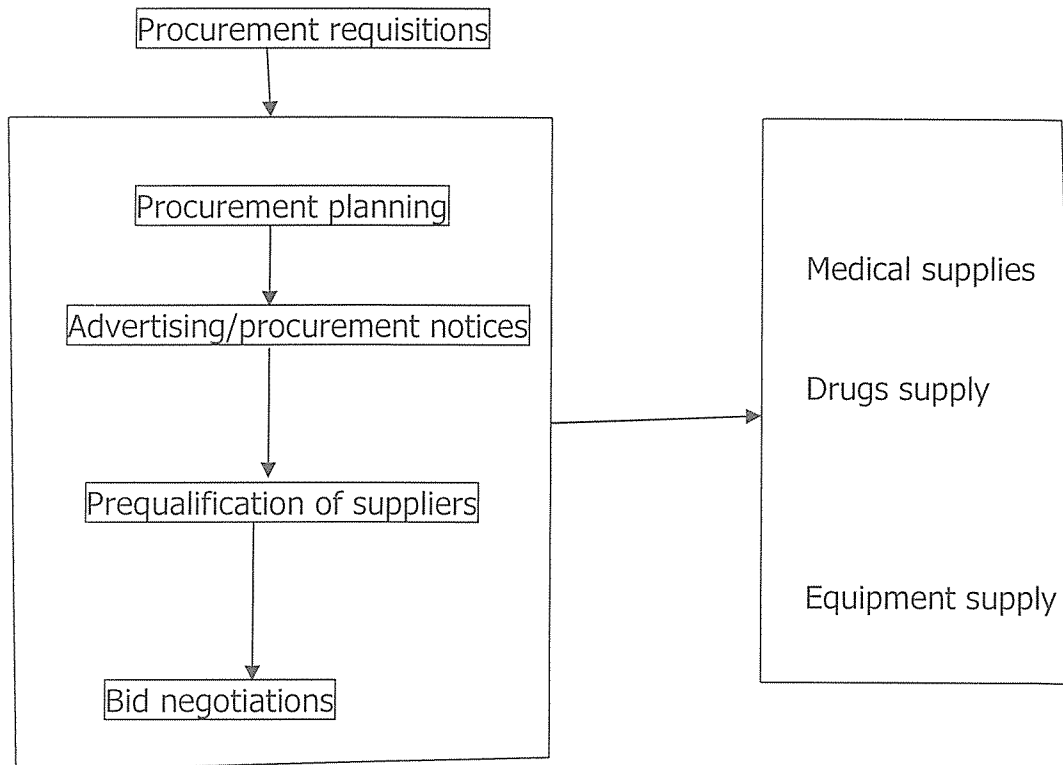 Procurement requisitions
Procurement planning
Advertising/procurement notices
Prequalification of suppliers
Bid negotiations
Medical supplies
Drugs supply
Equipment supply